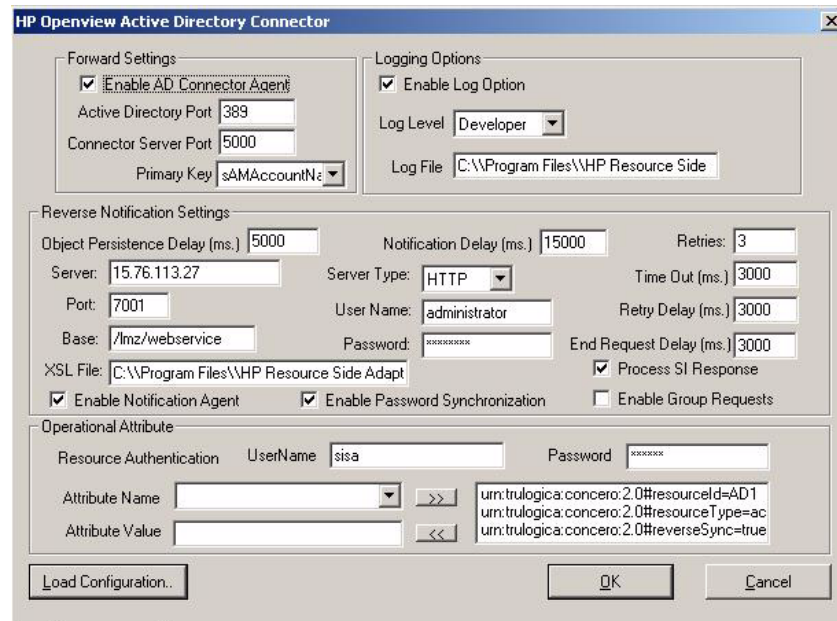 HP Openview Active Directory Connector
Forward Settings
Enable AD Connector Agent
Active Directory Port 389
Connector Server Port 5000
Primary Key sAMAccountNa
Logging Options
Enable Log Option
Log Level Developer
Log File C:\\Program Files\\HP Resource Side
Reverse Notification Settings
Object Persistence Delay (ms.) 5000 Notification Delay (ms.) 15000 Retries: 3
Server: 15.76.113.27 Server Type: HTTP Time Out (ms.) 3000
Port: 7001 User Name: administrator Retry Delay (ms.) 3000
Base: /lmz/webservice Password: ******** End Request Delay (ms.) 3000
XSL File: C:\\Program Files\\HP Resource Side Adapt Process SI Response
Enable Notification Agent Enable Password Synchronization Enable Group Requests
Operational Attribute
Resource Authentication UserName sisa Password ******
Attribute Name >>
Attribute Value <<
urn:trulogica:concero:2.0#resourceId=AD1
urn:trulogica:concero:2.0#resourceType=ac
urn:trulogica:concero:2.0#reverseSync=true
Load Configuration.. OK Cancel